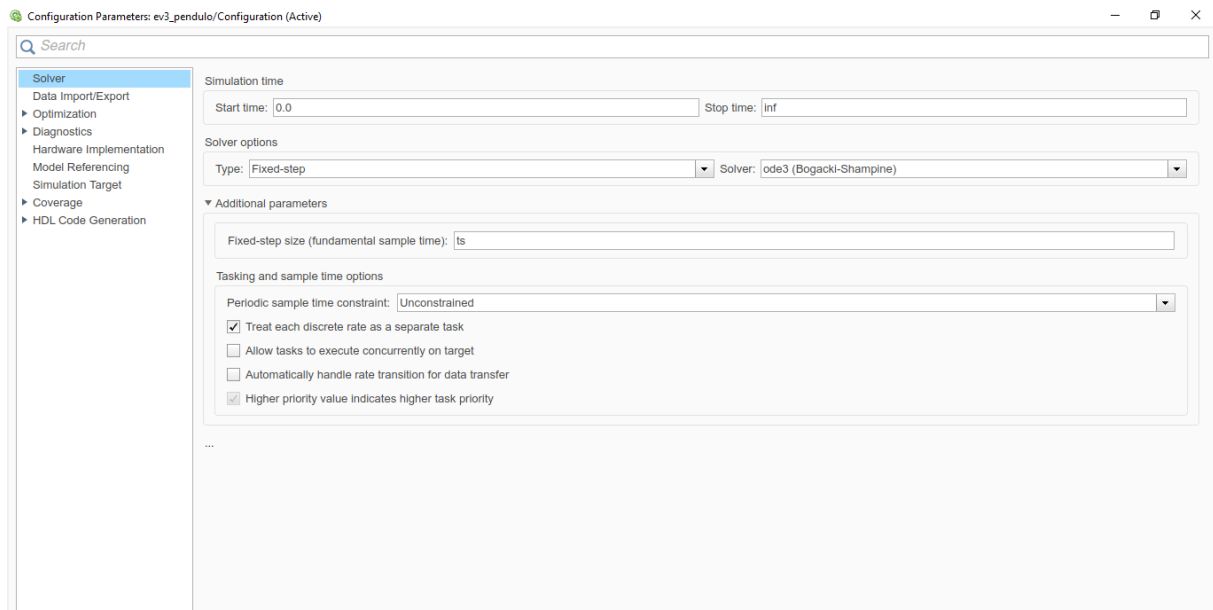 Configuration Parameters: ev3_pendulo/Configuration (Active)
Search
Solver
Data Import/Export
Optimization
Diagnostics
Hardware Implementation
Model Referencing
Simulation Target
Coverage
HDL Code Generation
Simulation time
Start time: 0.0 Stop time: inf
Solver options
Type: Fixed-step Solver: ode3 (Bogacki-Shampine)
Additional parameters
Fixed-step size (fundamental sample time): ts
Tasking and sample time options
Periodic sample time constraint: Unconstrained
Treat each discrete rate as a separate task
Allow tasks to execute concurrently on target
Automatically handle rate transition for data transfer
Higher priority value indicates higher task priority
...